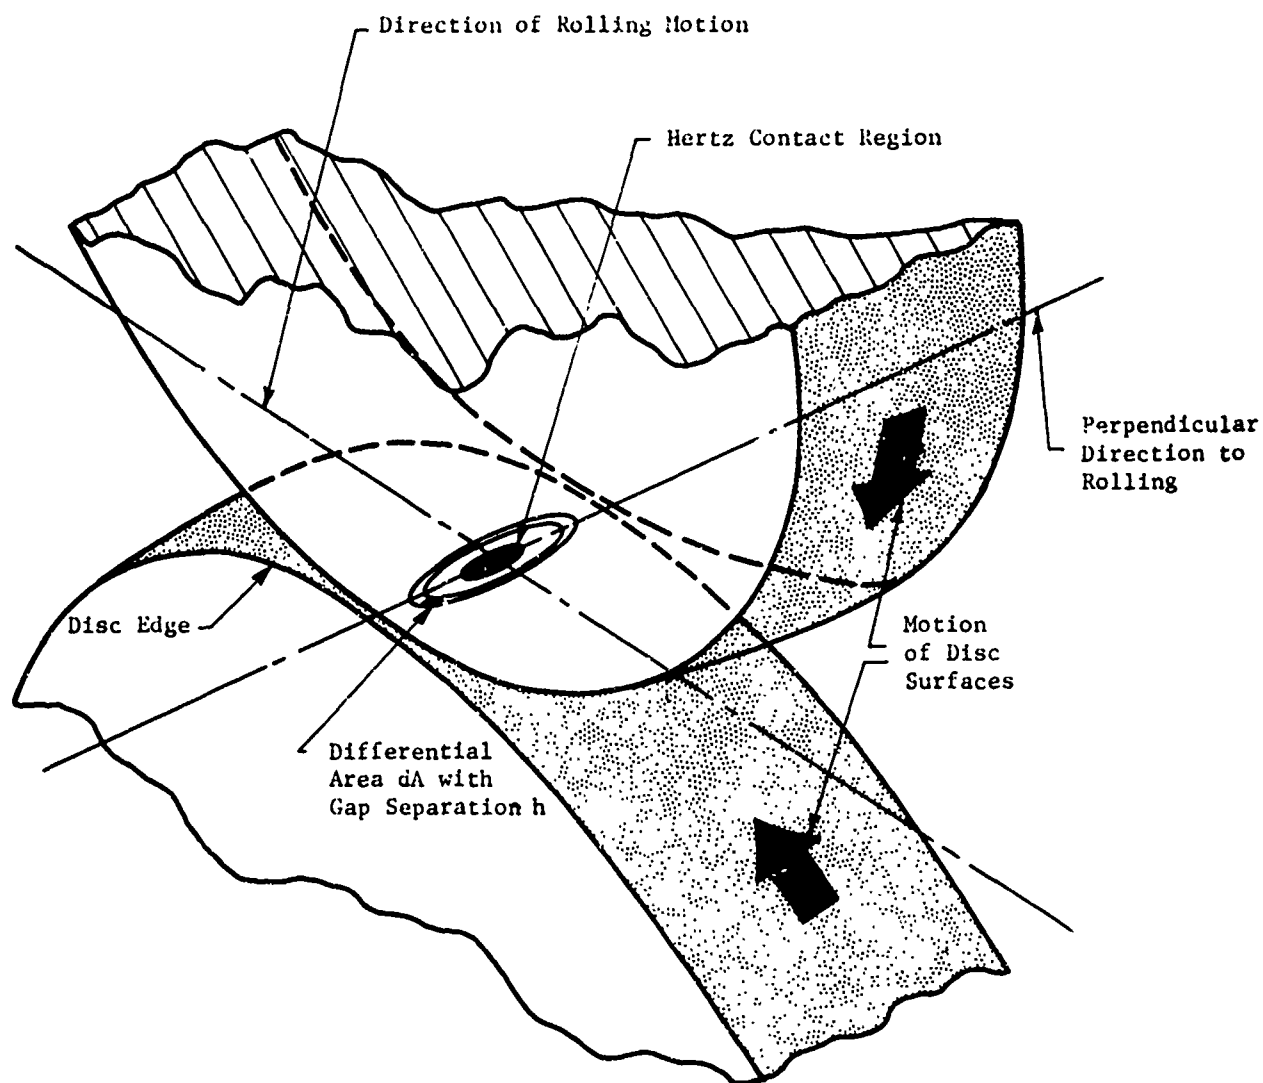 Direction of Rolling Motion
Hertz Contact Region
Perpendicular
Direction to
Rolling
Disc Edge
Motion
of Disc
Surfaces
Differential
Area dA with
Gap Separation h